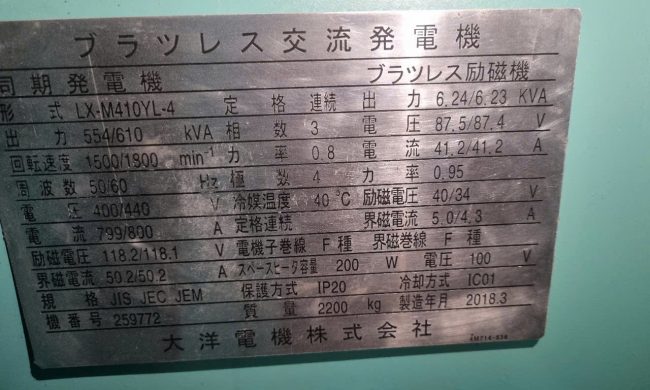 ブラツレス交流発電機
同期発電機 ブラツレス励磁機
形式 LX-M410YL-4 定格 連続 出力 6.24/6.23 KVA
出力 554/610 kVA 相数 3 電圧 87.5/87.4 V
回転速度 1500/1800 min⁻¹ 力率 0.8 電流 41.2/41.2 A
周波数 50/60 Hz 極数 4 力率 0.95
電圧 400/440 V 冷媒温度 40℃ 励磁電圧 40/34 V
電流 799/800 A 定格連続 界磁電流 5.0/4.3 A
励磁電圧 118.2/118.1 V 電機子巻線 F 種 界磁巻線 F 種
界磁電流 50.2/50.2 A スペースヒータ容量 200 W 電圧 100 V
規格 JIS JEC JEM 保護方式 IP20 冷却方式 IC01
機番号 259772 質量 2200 kg 製造年月 2018.3
大洋電機株式会社